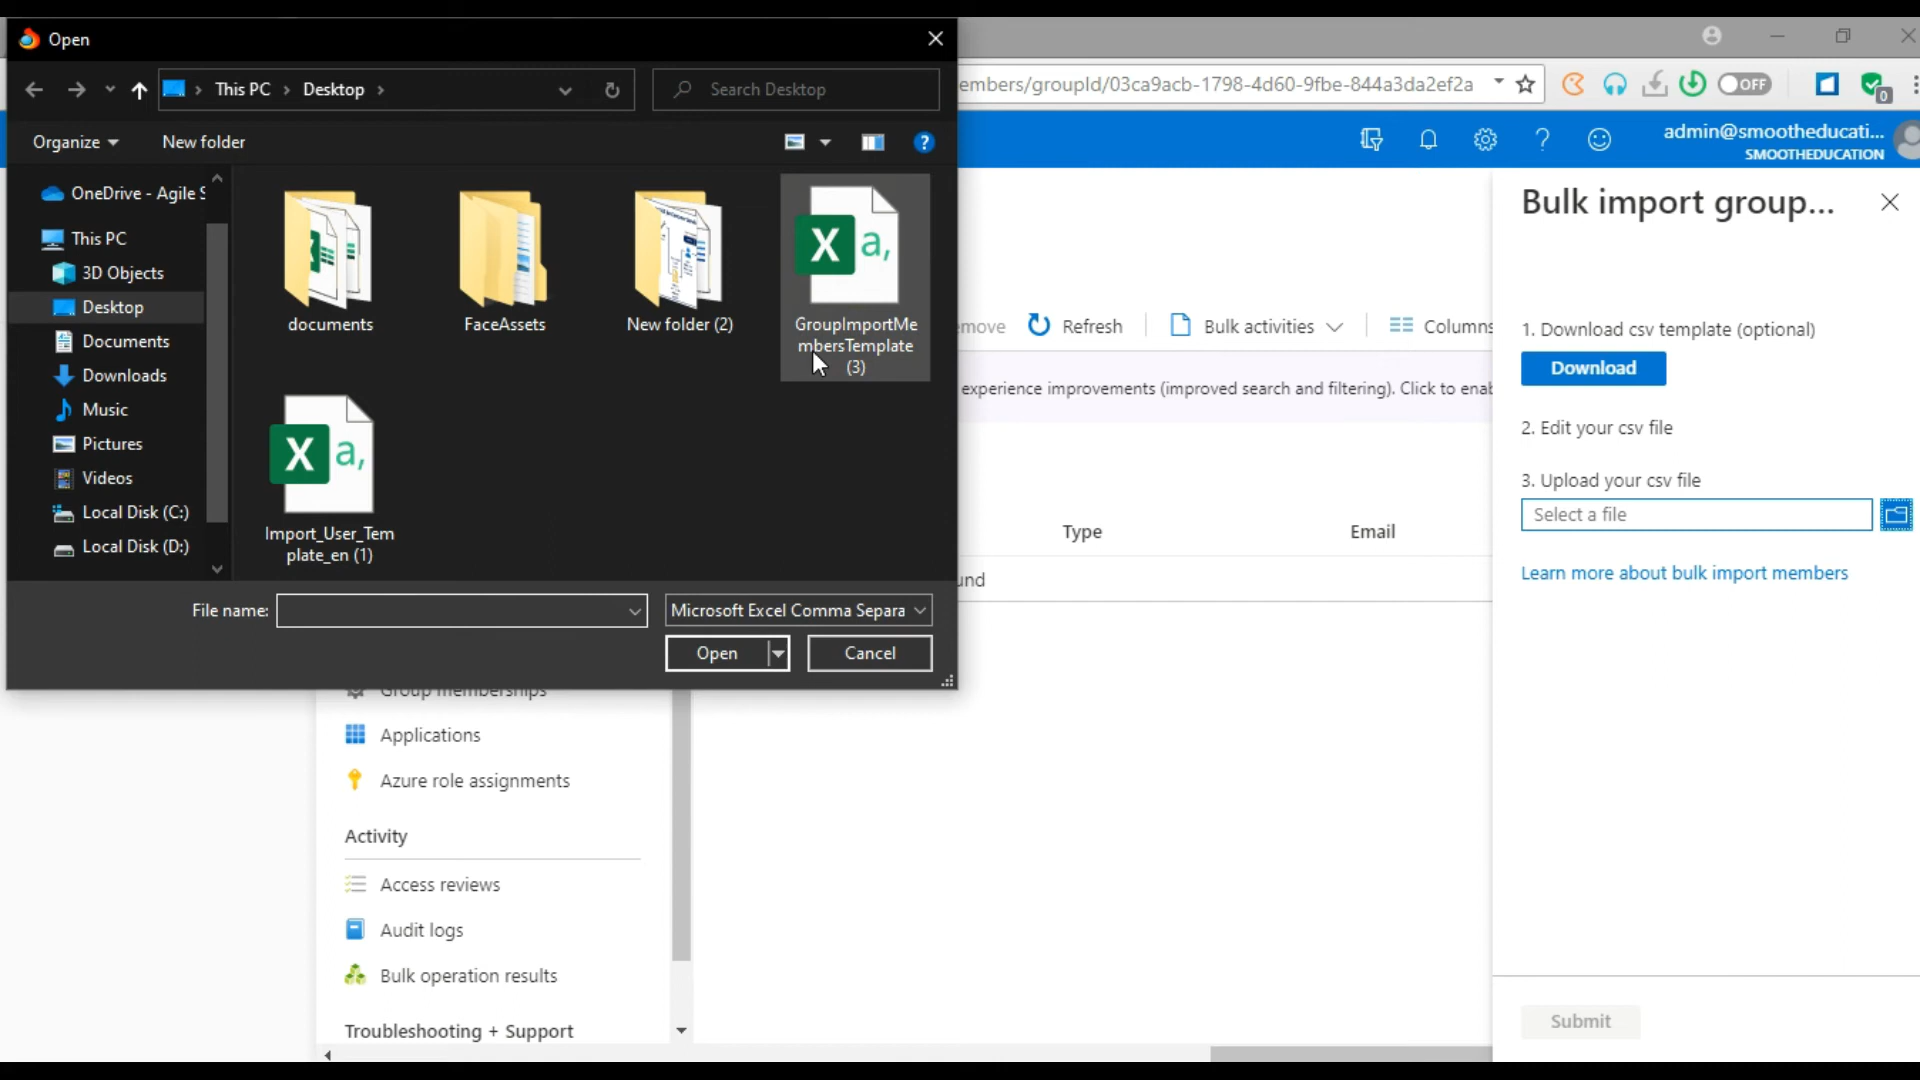 Open
This PC
Desktop
Search Desktop
embers/groupId/03ca9acb-1798-4d60-9fbe-844a3da2ef2a
OFF
0
Organize
New folder
?
admin@smootheducati...
SMOOTHEDUCATION
OneDrive - Agile S
This PC
3D Objects
Desktop
Documents
Downloads
Music
Pictures
Videos
Local Disk (C:)
Local Disk (D:)
documents
FaceAssets
New folder (2)
X a,
GroupImportMe
mbersTemplate
(3)
X a,
Import_User_Tem
plate_en (1)
File name:
Microsoft Excel Comma Separa
Open
Cancel
move
Refresh
Bulk activities
Columns
experience improvements (improved search and filtering). Click to enab
Type
Email
und
Group memberships
Applications
Azure role assignments
Activity
Access reviews
Audit logs
Bulk operation results
Troubleshooting + Support
Bulk import group...
1. Download csv template (optional)
Download
2. Edit your csv file
3. Upload your csv file
Select a file
Learn more about bulk import members
Submit